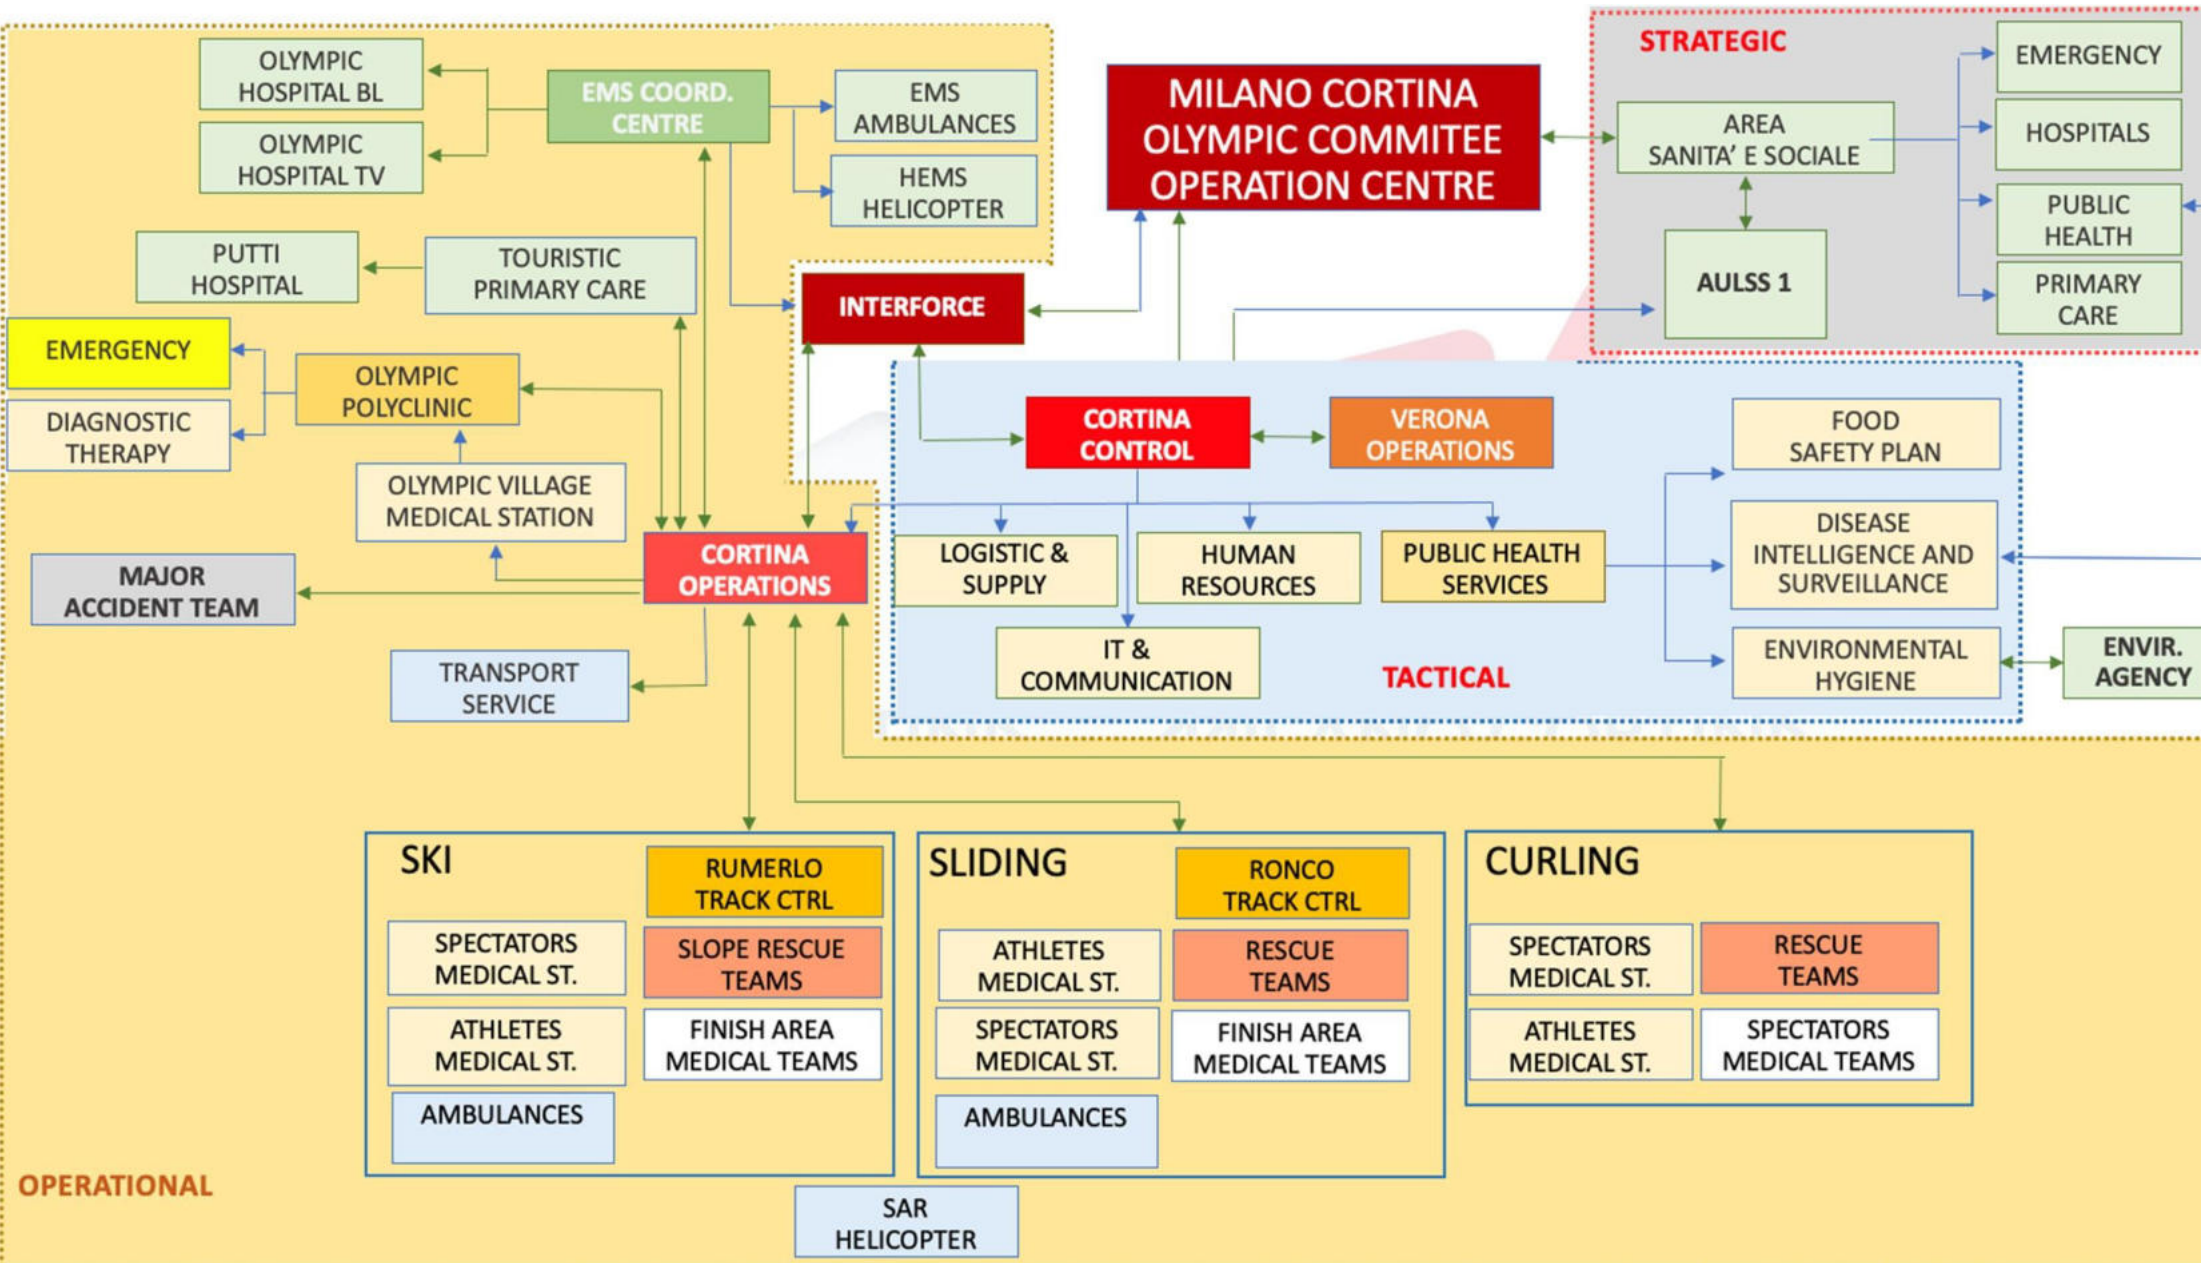 OLYMPIC
HOSPITAL BL
OLYMPIC
HOSPITAL TV
EMS COORD.
CENTRE
EMS
AMBULANCES
HEMS
HELICOPTER
PUTTI
HOSPITAL
TOURISTIC
PRIMARY CARE
EMERGENCY
DIAGNOSTIC
THERAPY
OLYMPIC
POLYCLINIC
OLYMPIC VILLAGE
MEDICAL STATION
MAJOR
ACCIDENT TEAM
TRANSPORT
SERVICE
CORTINA
OPERATIONS
INTERFORCE
MILANO CORTINA
OLYMPIC COMMITEE
OPERATION CENTRE
STRATEGIC
AREA
SANITA’ E SOCIALE
AULSS 1
EMERGENCY
HOSPITALS
PUBLIC
HEALTH
PRIMARY
CARE
CORTINA
CONTROL
VERONA
OPERATIONS
LOGISTIC &
SUPPLY
HUMAN
RESOURCES
PUBLIC HEALTH
SERVICES
IT &
COMMUNICATION
TACTICAL
FOOD
SAFETY PLAN
DISEASE
INTELLIGENCE AND
SURVEILLANCE
ENVIRONMENTAL
HYGIENE
ENVIR.
AGENCY
SKI
RUMERLO
TRACK CTRL
SPECTATORS
MEDICAL ST.
SLOPE RESCUE
TEAMS
ATHLETES
MEDICAL ST.
FINISH AREA
MEDICAL TEAMS
AMBULANCES
SLIDING
RONCO
TRACK CTRL
ATHLETES
MEDICAL ST.
RESCUE
TEAMS
SPECTATORS
MEDICAL ST.
FINISH AREA
MEDICAL TEAMS
AMBULANCES
CURLING
SPECTATORS
MEDICAL ST.
RESCUE
TEAMS
ATHLETES
MEDICAL ST.
SPECTATORS
MEDICAL TEAMS
OPERATIONAL
SAR
HELICOPTER